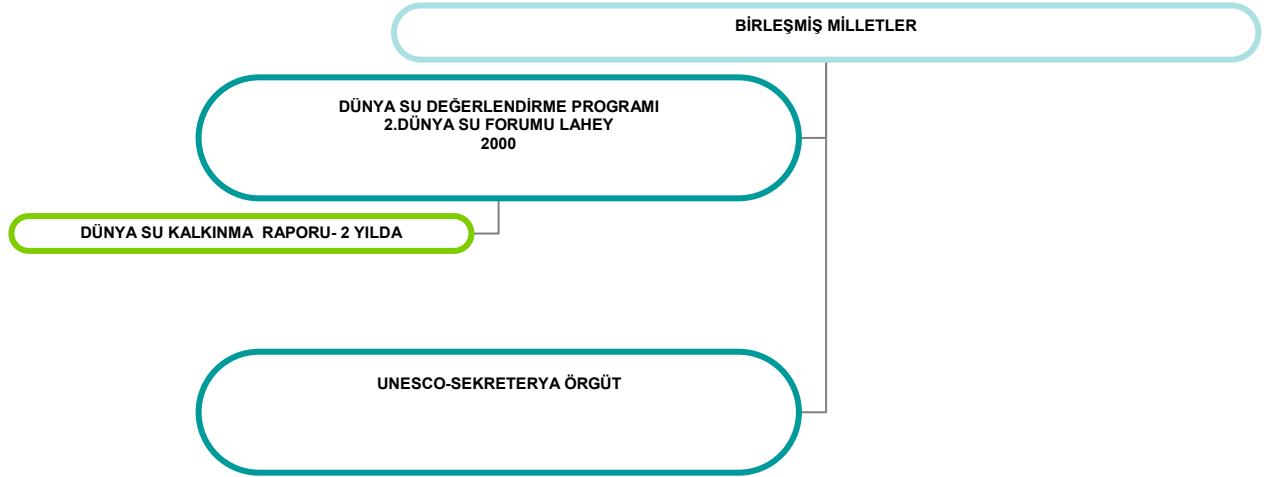 BİRLEŞMİŞ MİLLETLER
DÜNYA SU DEĞERLENDİRME PROGRAMI
2.DÜNYA SU FORUMU LAHEY
2000
DÜNYA SU KALKINMA RAPORU- 2 YILDA
UNESCO-SEKRETERYA ÖRGÜT